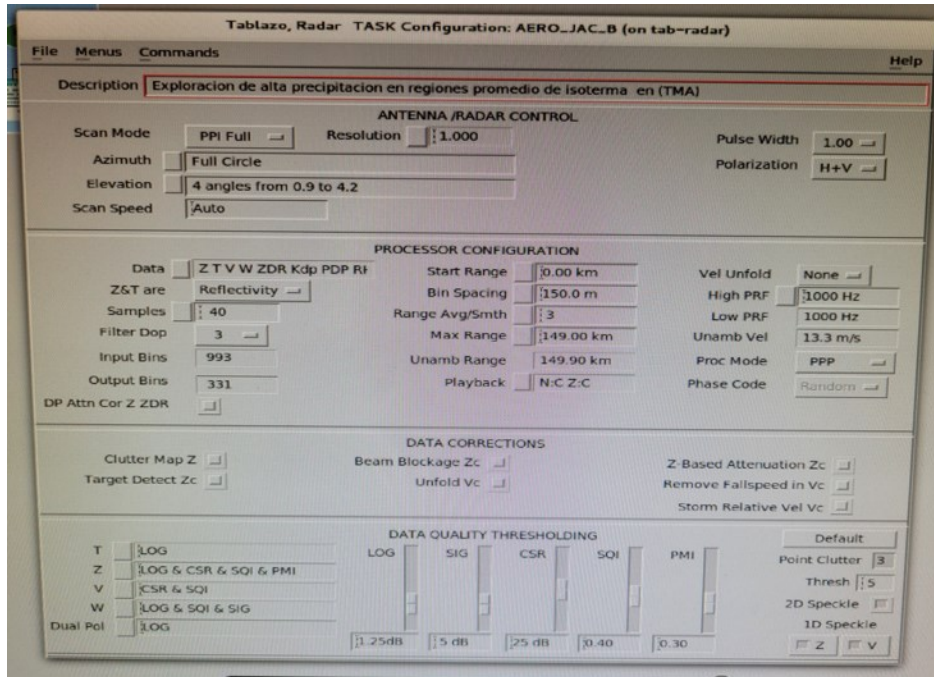 Tablazo, Radar TASK Configuration: AERO_JAC_B (on tab-radar)
File Menus Commands Help
Description Exploracion de alta precipitacion en regiones promedio de isoterma en (TMA)
ANTENNA /RADAR CONTROL
Scan Mode PPI Full Resolution 1.000 Pulse Width 1.00
Azimuth Full Circle Polarization H+V
Elevation 4 angles from 0.9 to 4.2
Scan Speed Auto
PROCESSOR CONFIGURATION
Data Z T V W ZDR Kdp PDP RH Start Range 0.00 km Vel Unfold None
Z&T are Reflectivity Bin Spacing 150.0 m High PRF 1000 Hz
Samples 40 Range Avg/Smth 3 Low PRF 1000 Hz
Filter Dop 3 Max Range 149.00 km Unamb Vel 13.3 m/s
Input Bins 993 Unamb Range 149.90 km Proc Mode PPP
Output Bins 331 Playback N:C Z:C Phase Code Random
DP Attn Cor Z ZDR
DATA CORRECTIONS
Clutter Map Z Beam Blockage Zc Z-Based Attenuation Zc
Target Detect Zc Unfold Vc Remove Fallspeed in Vc
Storm Relative Vel Vc
DATA QUALITY THRESHOLDING Default
T LOG LOG SIG CSR SQI PMI Point Clutter 3
Z LOG & CSR & SQI & PMI Thresh 5
V CSR & SQI
W LOG & SQI & SIG 2D Speckle
Dual Pol LOG 1D Speckle
1.25dB 5 dB 25 dB 0.40 0.30 Z V